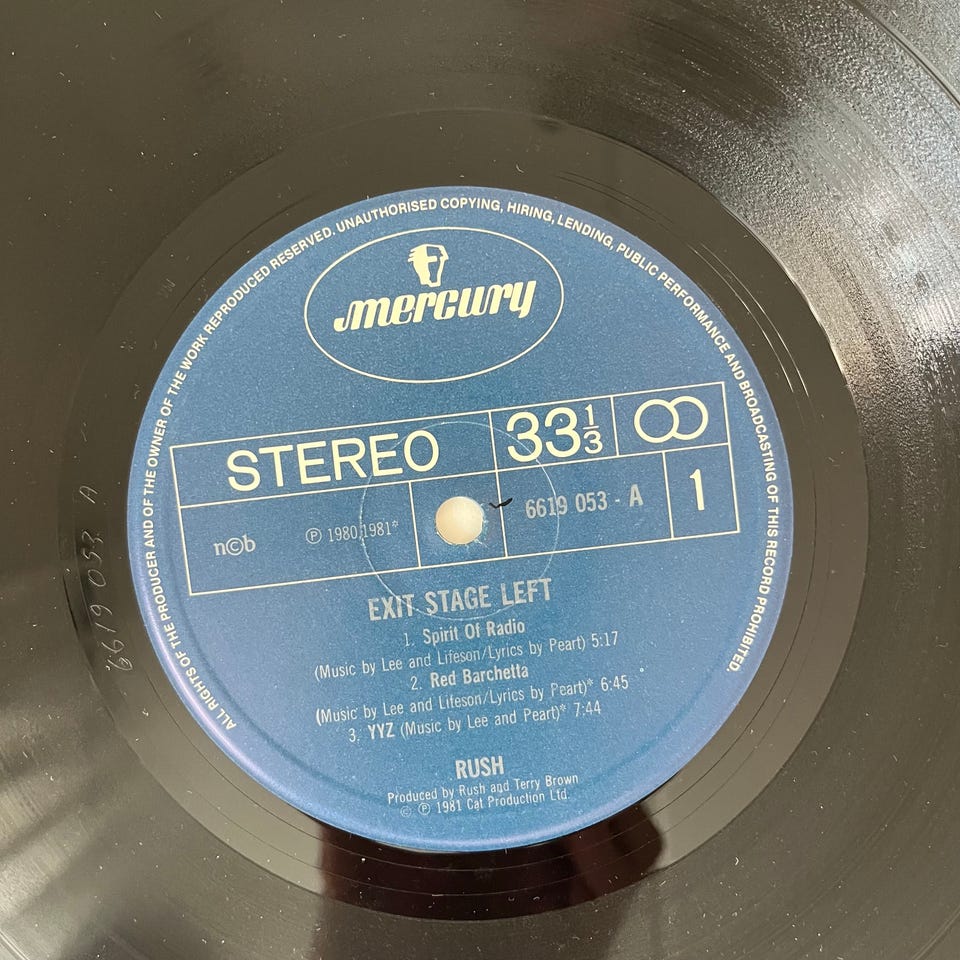 ALL RIGHTS OF THE PRODUCER AND OF THE OWNER OF THE WORK REPRODUCED RESERVED. UNAUTHORISED COPYING, HIRING, LENDING, PUBLIC PERFORMANCE AND BROADCASTING OF THIS RECORD PROHIBITED.
mercury
STEREO 33 1/3
n©b ℗ 1980,1981* 6619 053 - A 1
EXIT STAGE LEFT
1. Spirit Of Radio
(Music by Lee and Lifeson/Lyrics by Peart) 5:17
2. Red Barchetta
(Music by Lee and Lifeson/Lyrics by Peart)* 6:45
3. YYZ (Music by Lee and Peart)* 7:44
RUSH
Produced by Rush and Terry Brown
© ℗ 1981 Cat Production Ltd.
6619 053 A